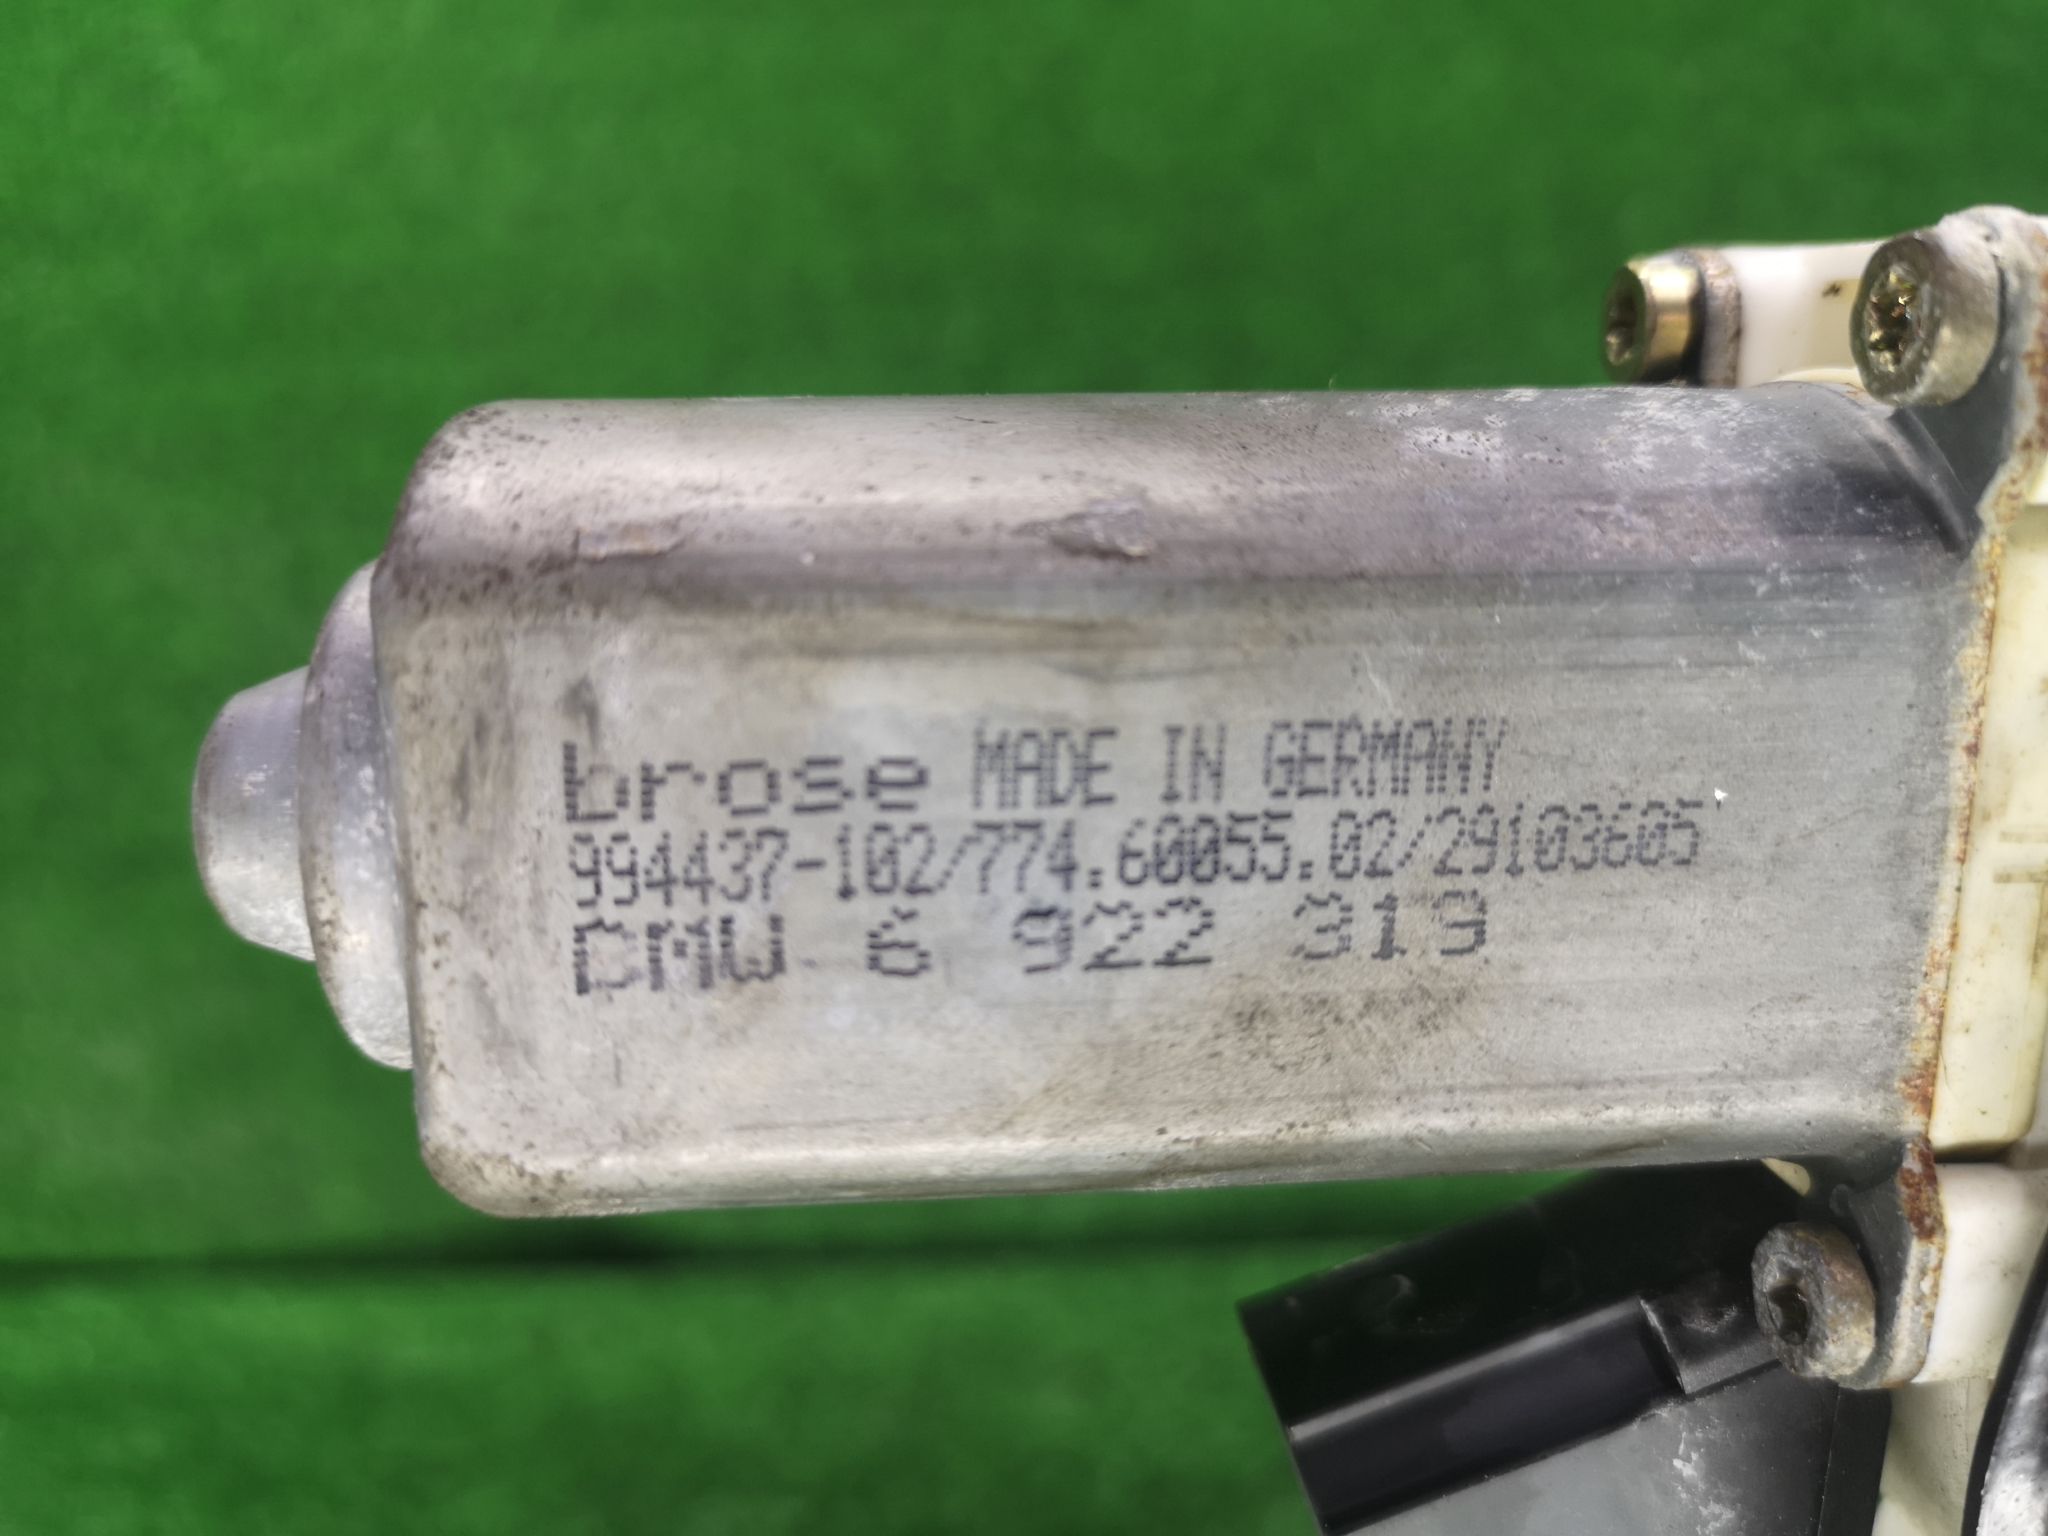 brose MADE IN GERMANY
994437-102/774.60055.02/29103605
BMW 6 922 319